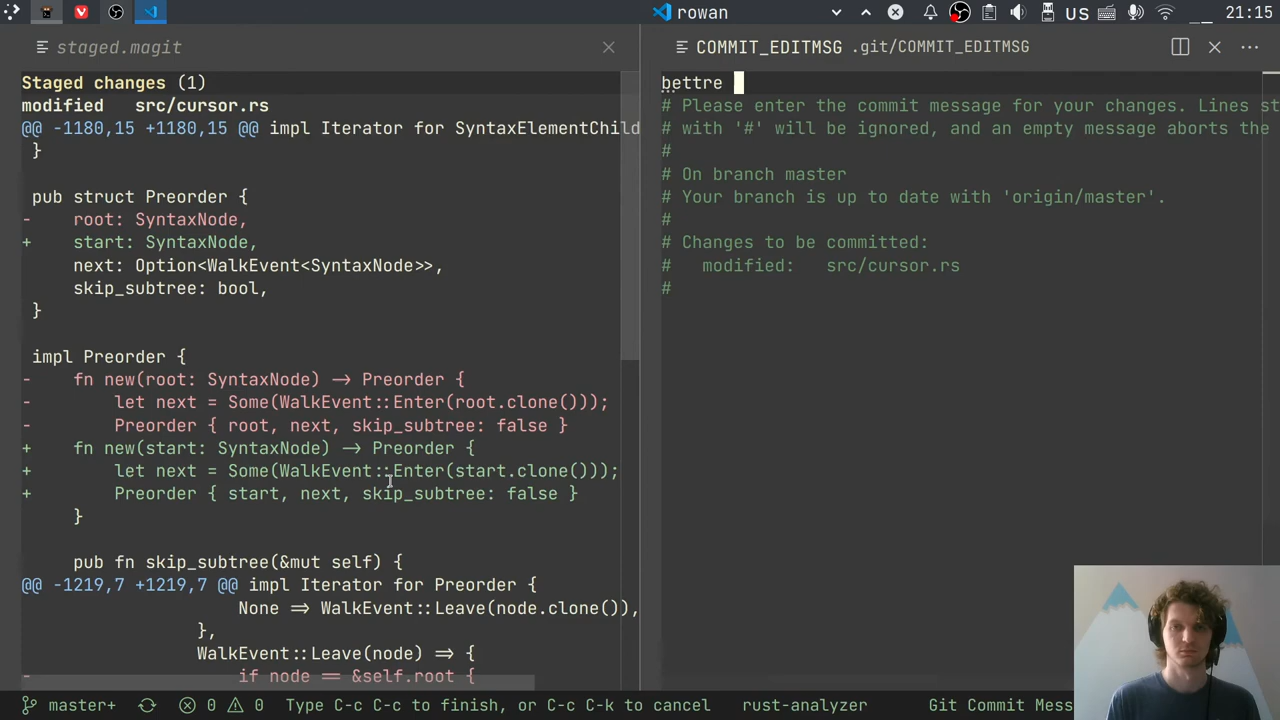 rowan
US
21:15
staged.magit
COMMIT_EDITMSG .git/COMMIT_EDITMSG
Staged changes (1)
modified   src/cursor.rs
@@ -1180,15 +1180,15 @@ impl Iterator for SyntaxElementChild
 }
 pub struct Preorder {
-    root: SyntaxNode,
+    start: SyntaxNode,
     next: Option<WalkEvent<SyntaxNode>>,
     skip_subtree: bool,
 }
 impl Preorder {
-    fn new(root: SyntaxNode) -> Preorder {
-        let next = Some(WalkEvent::Enter(root.clone()));
-        Preorder { root, next, skip_subtree: false }
+    fn new(start: SyntaxNode) -> Preorder {
+        let next = Some(WalkEvent::Enter(start.clone()));
+        Preorder { start, next, skip_subtree: false }
     }
     pub fn skip_subtree(&mut self) {
@@ -1219,7 +1219,7 @@ impl Iterator for Preorder {
                     None => WalkEvent::Leave(node.clone()),
                 },
                 WalkEvent::Leave(node) => {
-                    if node == &self.root {
bettre
# Please enter the commit message for your changes. Lines st
# with '#' will be ignored, and an empty message aborts the
#
# On branch master
# Your branch is up to date with 'origin/master'.
#
# Changes to be committed:
#	modified:   src/cursor.rs
#
master+
0
0
Type C-c C-c to finish, or C-c C-k to cancel
rust-analyzer
Git Commit Mess